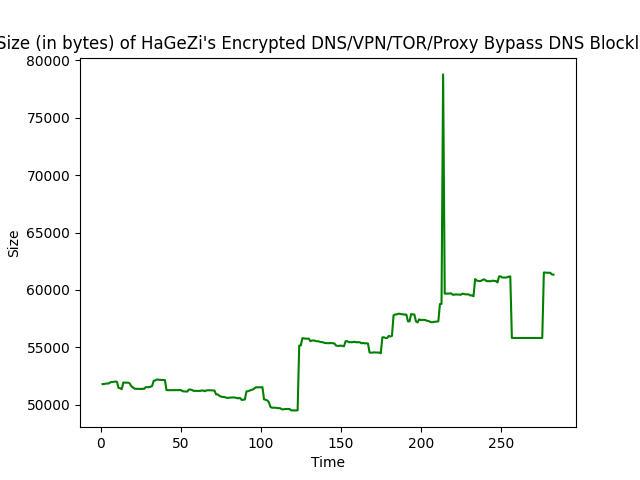 Size (in bytes) of HaGeZi's Encrypted DNS/VPN/TOR/Proxy Bypass DNS Blockl
80000
75000
70000
65000
60000
55000
50000
Size
0 50 100 150 200 250
Time